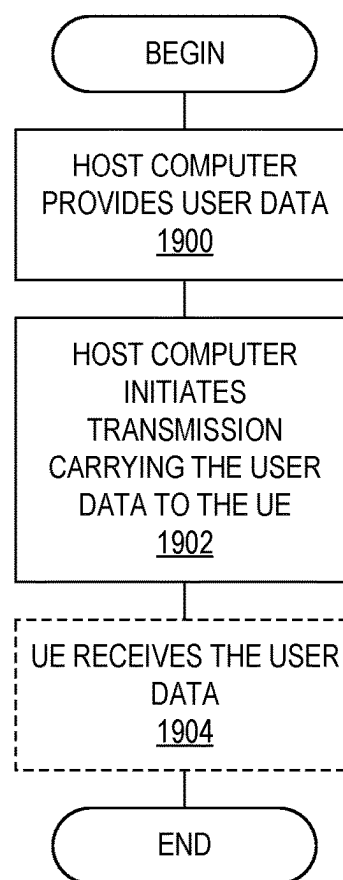 BEGIN
HOST COMPUTER
PROVIDES USER DATA
1900
HOST COMPUTER
INITIATES
TRANSMISSION
CARRYING THE USER
DATA TO THE UE
1902
UE RECEIVES THE USER
DATA
1904
END